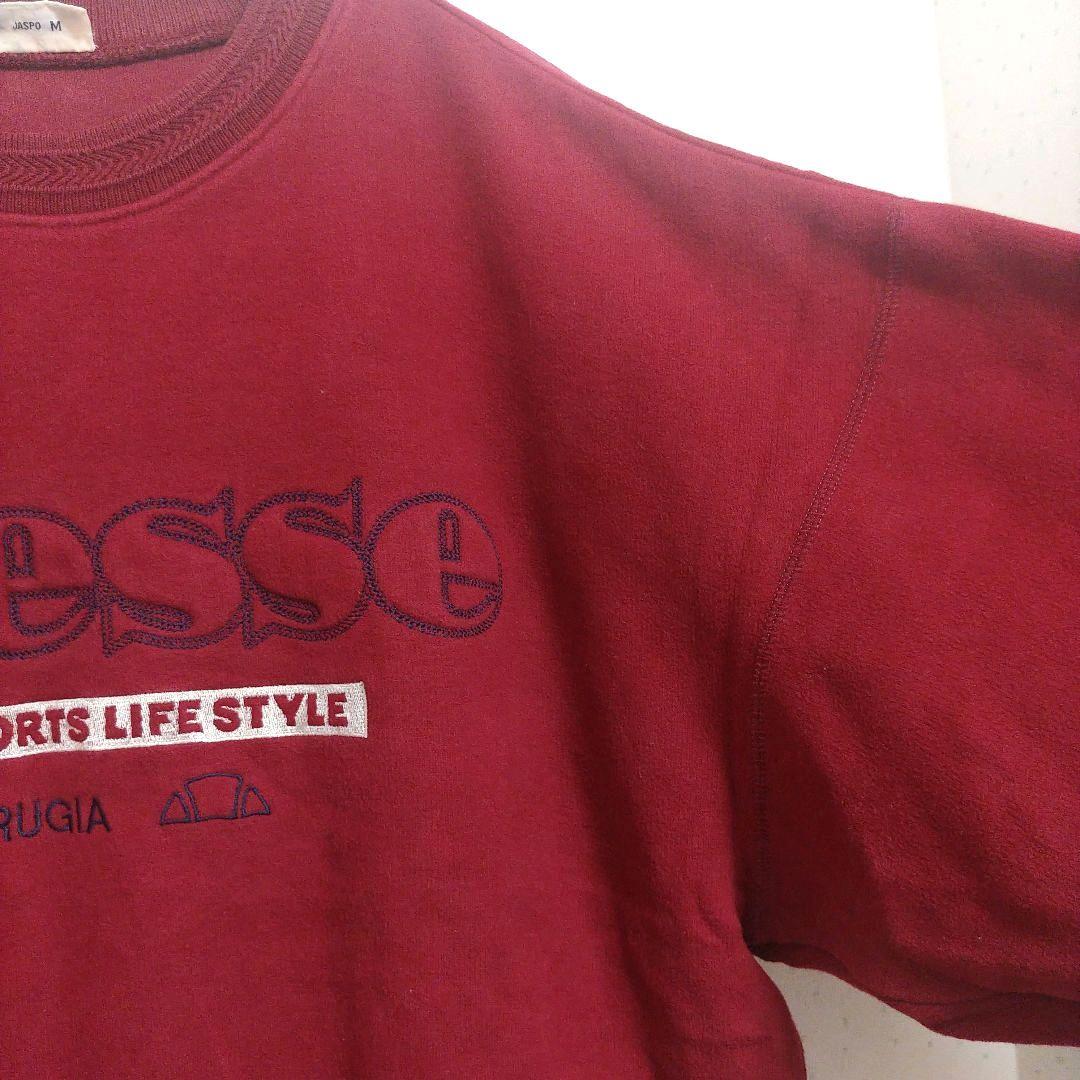 JASPO M
esse
ORTS LIFE STYLE
RUGIA